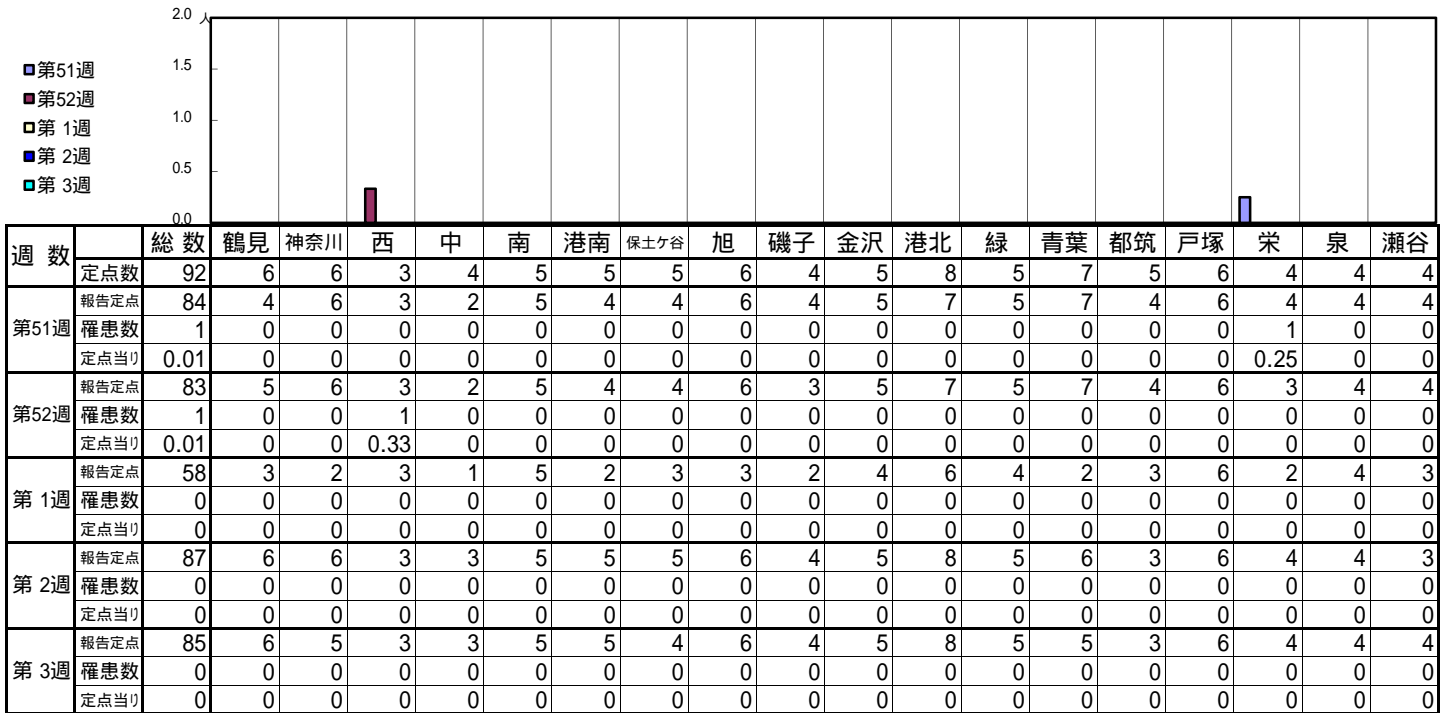 2.0 人
1.5
1.0
0.5
0.0
第51週
第52週
第 1週
第 2週
第 3週
週 数 総 数 鶴見 神奈川 西 中 南 港南 保土ケ谷 旭 磯子 金沢 港北 緑 青葉 都筑 戸塚 栄 泉 瀬谷
定点数 92 6 6 3 4 5 5 5 6 4 5 8 5 7 5 6 4 4 4
第51週 報告定点 84 4 6 3 2 5 4 4 6 4 5 7 5 7 4 6 4 4 4
罹患数 1 0 0 0 0 0 0 0 0 0 0 0 0 0 0 0 1 0 0
定点当り 0.01 0 0 0 0 0 0 0 0 0 0 0 0 0 0 0 0.25 0 0
第52週 報告定点 83 5 6 3 2 5 4 4 6 3 5 7 5 7 4 6 3 4 4
罹患数 1 0 0 1 0 0 0 0 0 0 0 0 0 0 0 0 0 0 0
定点当り 0.01 0 0 0.33 0 0 0 0 0 0 0 0 0 0 0 0 0 0 0
第 1週 報告定点 58 3 2 3 1 5 2 3 3 2 4 6 4 2 3 6 2 4 3
罹患数 0 0 0 0 0 0 0 0 0 0 0 0 0 0 0 0 0 0 0
定点当り 0 0 0 0 0 0 0 0 0 0 0 0 0 0 0 0 0 0 0
第 2週 報告定点 87 6 6 3 3 5 5 5 6 4 5 8 5 6 3 6 4 4 3
罹患数 0 0 0 0 0 0 0 0 0 0 0 0 0 0 0 0 0 0 0
定点当り 0 0 0 0 0 0 0 0 0 0 0 0 0 0 0 0 0 0 0
第 3週 報告定点 85 6 5 3 3 5 5 4 6 4 5 8 5 5 3 6 4 4 4
罹患数 0 0 0 0 0 0 0 0 0 0 0 0 0 0 0 0 0 0 0
定点当り 0 0 0 0 0 0 0 0 0 0 0 0 0 0 0 0 0 0 0